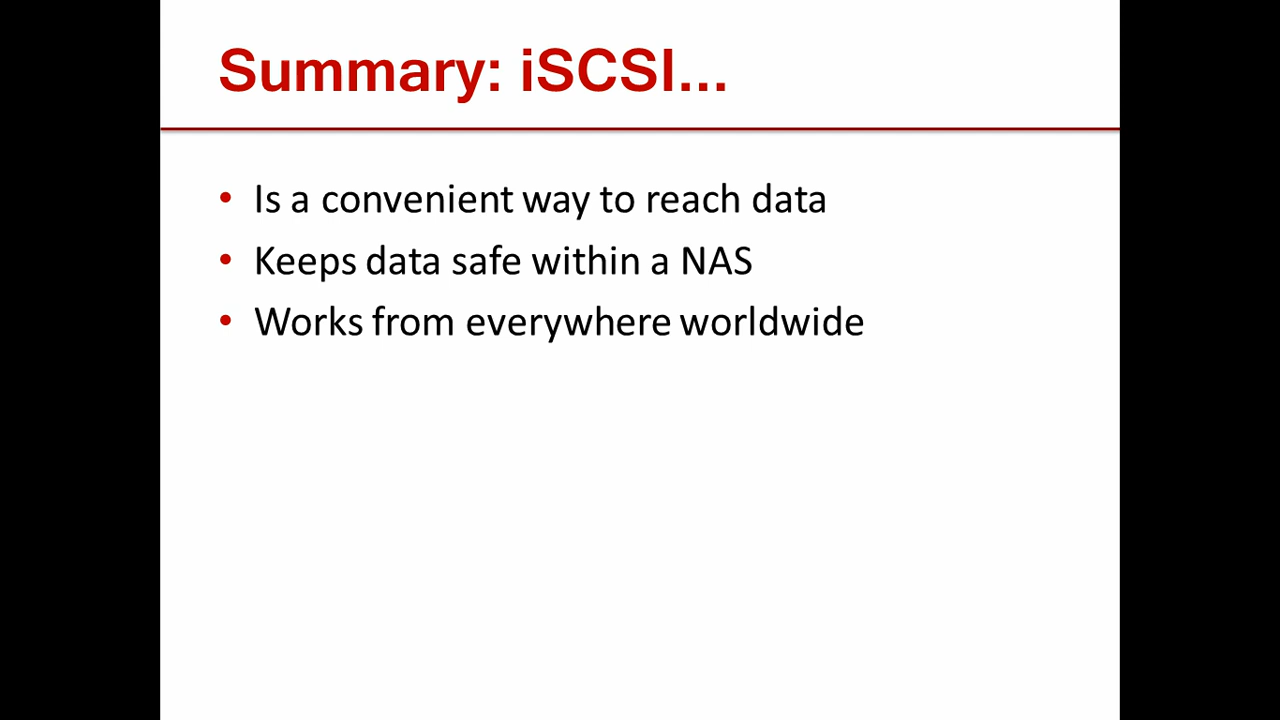 Summary: iSCSI...
• Is a convenient way to reach data
• Keeps data safe within a NAS
• Works from everywhere worldwide